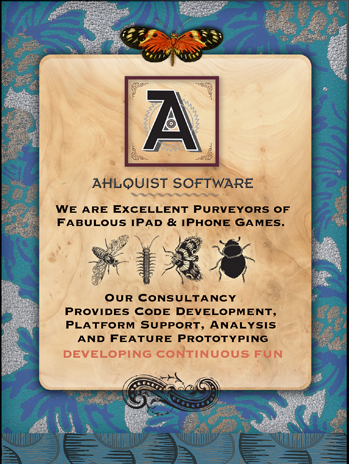 A
AHLQUIST SOFTWARE
WE ARE EXCELLENT PURVEYORS OF
FABULOUS IPAD & IPHONE GAMES.
OUR CONSULTANCY
PROVIDES CODE DEVELOPMENT,
PLATFORM SUPPORT, ANALYSIS
AND FEATURE PROTOTYPING
DEVELOPING CONTINUOUS FUN